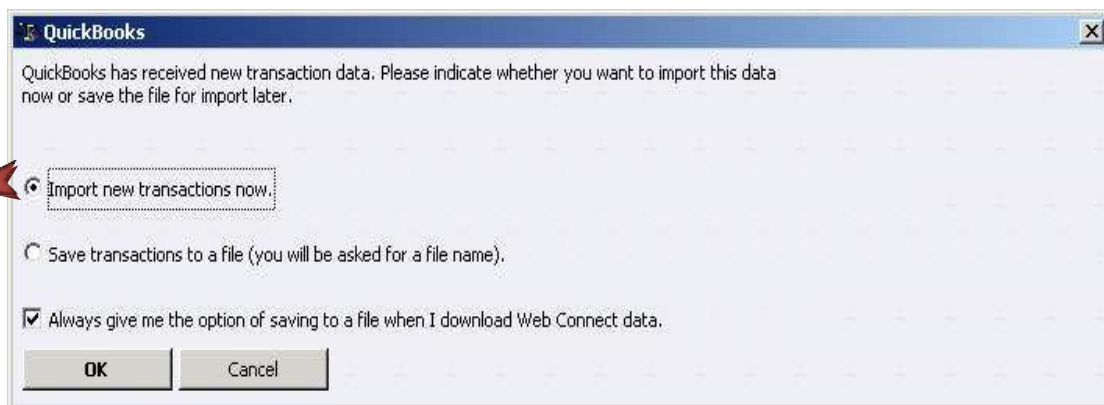 QuickBooks
QuickBooks has received new transaction data. Please indicate whether you want to import this data
now or save the file for import later.
Import new transactions now.
Save transactions to a file (you will be asked for a file name).
Always give me the option of saving to a file when I download Web Connect data.
OK Cancel